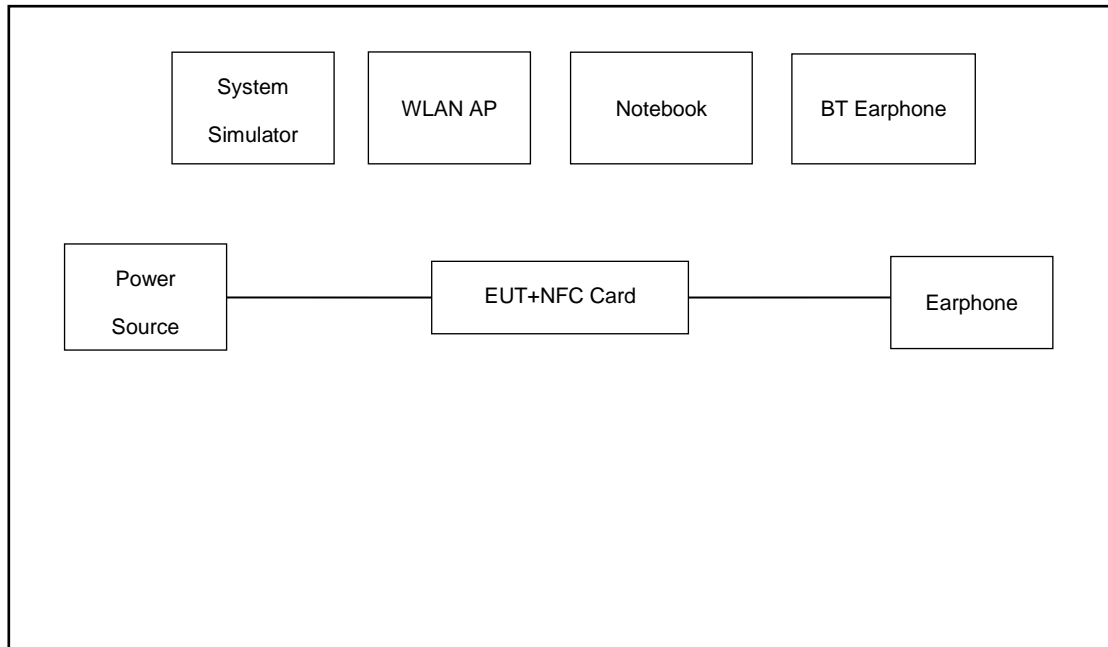 System
Simulator
WLAN AP
Notebook
BT Earphone
Power
Source
EUT+NFC Card
Earphone